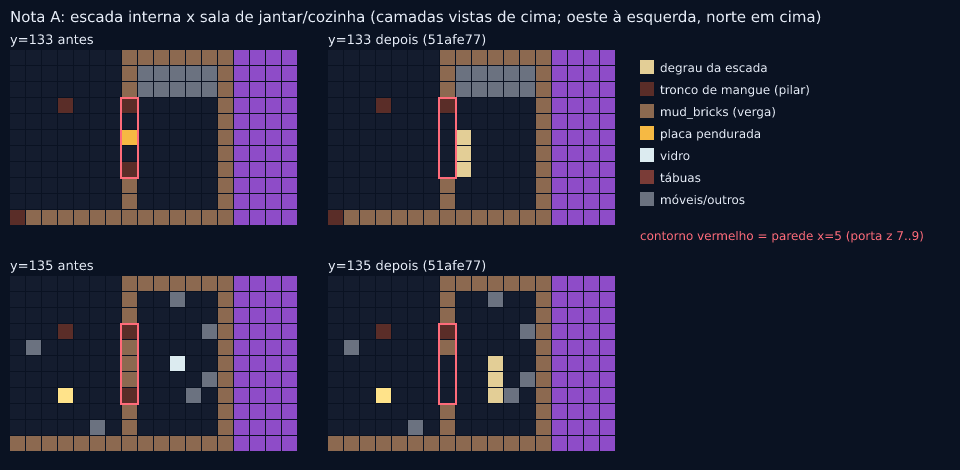 Nota A: escada interna x sala de jantar/cozinha (camadas vistas de cima; oeste à esquerda, norte em cima)
y=133 antes
y=133 depois (51afe77)
degrau da escada
tronco de mangue (pilar)
mud_bricks (verga)
placa pendurada
vidro
tábuas
móveis/outros
contorno vermelho = parede x=5 (porta z 7..9)
y=135 antes
y=135 depois (51afe77)